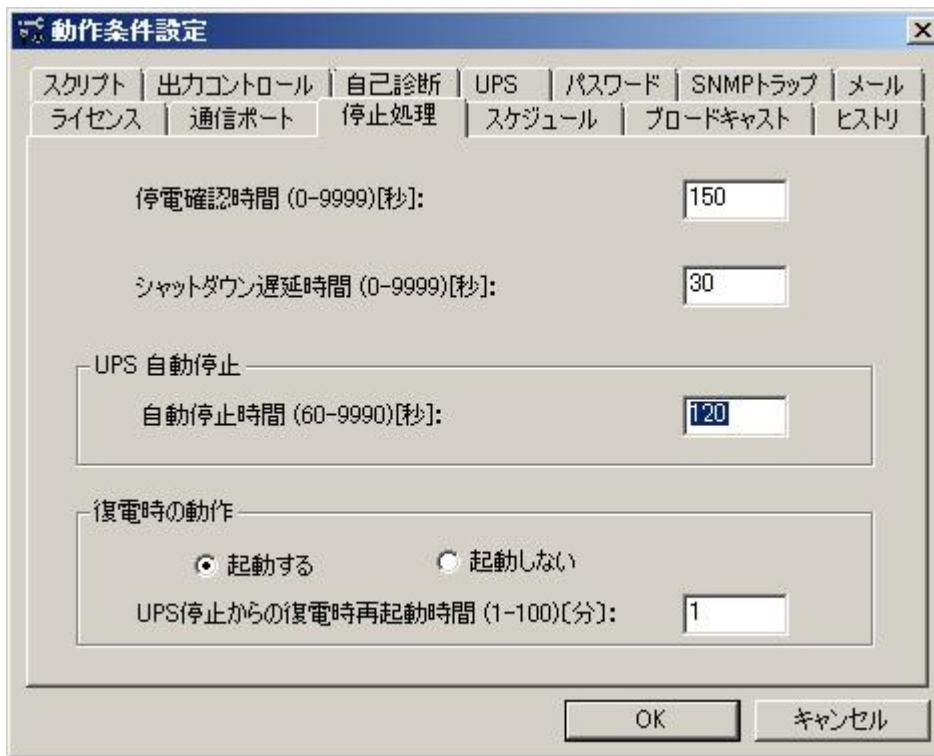 動作条件設定
スクリプト 出力コントロール 自己診断 UPS パスワード SNMPトラップ メール
ライセンス 通信ポート 停止処理 スケジュール ブロードキャスト ヒストリ
停電確認時間 (0-9999)[秒]: 150
シャットダウン遅延時間 (0-9999)[秒]: 30
UPS 自動停止
自動停止時間 (60-9990)[秒]: 120
復電時の動作
起動する 起動しない
UPS停止からの復電時再起動時間 (1-100)[分]: 1
OK キャンセル